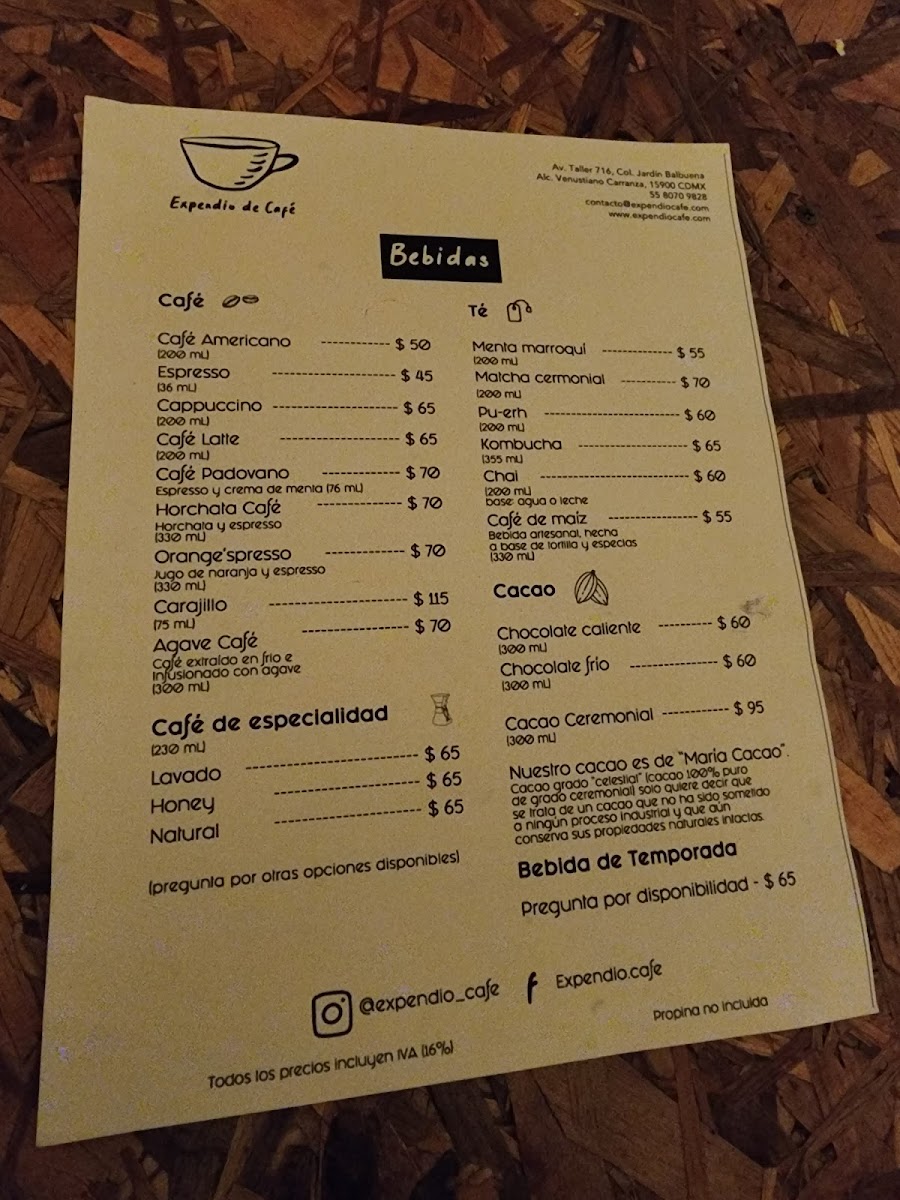 Expendio de Café
Av. Taller 716, Col. Jardín Balbuena
Alc. Venustiano Carranza, 15900 CDMX
55 8070 9828
contacto@expendiocafe.com
www.expendiocafe.com
Bebidas
Café
Café Americano ------------ $ 50
(200 mL)
Espresso --------------------- $ 45
(36 mL)
Cappuccino --------------------- $ 65
(200 mL)
Café Latte -------------------- $ 65
(200 mL)
Café Padovano ------------- $ 70
Espresso y crema de menta (76 mL)
Horchata Café ------------------- $ 70
Horchata y espresso
(330 mL)
Orange'spresso ------------- $ 70
Jugo de naranja y espresso
(330 mL)
Carajillo ----------------------- $ 115
(75 mL)
Agave Café ----------------- $ 70
Café extraído en frío e
infusionado con agave
(300 mL)
Café de especialidad
(230 mL)
Lavado ----------------------------- $ 65
Honey ------------------------ $ 65
Natural ------------------------ $ 65
(pregunta por otras opciones disponibles)
Té
Menta marroquí ------------ $ 55
(200 mL)
Matcha cermonial ------------- $ 70
(200 mL)
Pu-erh ----------------------- $ 60
(200 mL)
Kombucha ------------------- $ 65
(355 mL)
Chai ------------------------- $ 60
(200 mL)
base: agua o leche
Café de maíz --------------- $ 55
Bebida artesanal, hecha
a base de tortilla y especias
(330 mL)
Cacao
Chocolate caliente --------- $ 60
(300 mL)
Chocolate frío --------------- $ 60
(300 mL)
Cacao Ceremonial ------------ $ 95
(300 mL)
Nuestro cacao es de "María Cacao".
Cacao grado "celestial" (cacao 100% puro
de grado ceremonial) solo quiere decir que
se trata de un cacao que no ha sido sometido
a ningún proceso industrial y que aún
conserva sus propiedades naturales intactas.
Bebida de Temporada
Pregunta por disponibilidad - $ 65
@expendio_cafe
Expendio.cafe
Propina no incluida
Todos los precios incluyen IVA (16%)